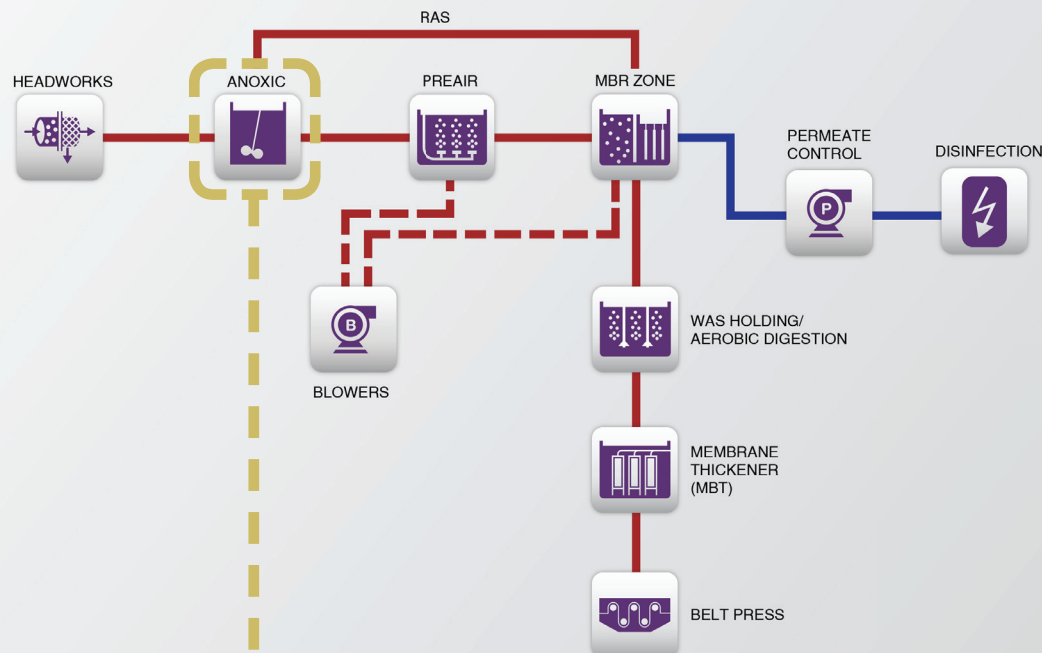 RAS
HEADWORKS
ANOXIC
PREAIR
MBR ZONE
PERMEATE
CONTROL
DISINFECTION
P
B
BLOWERS
WAS HOLDING/
AEROBIC DIGESTION
MEMBRANE
THICKENER
(MBT)
BELT PRESS